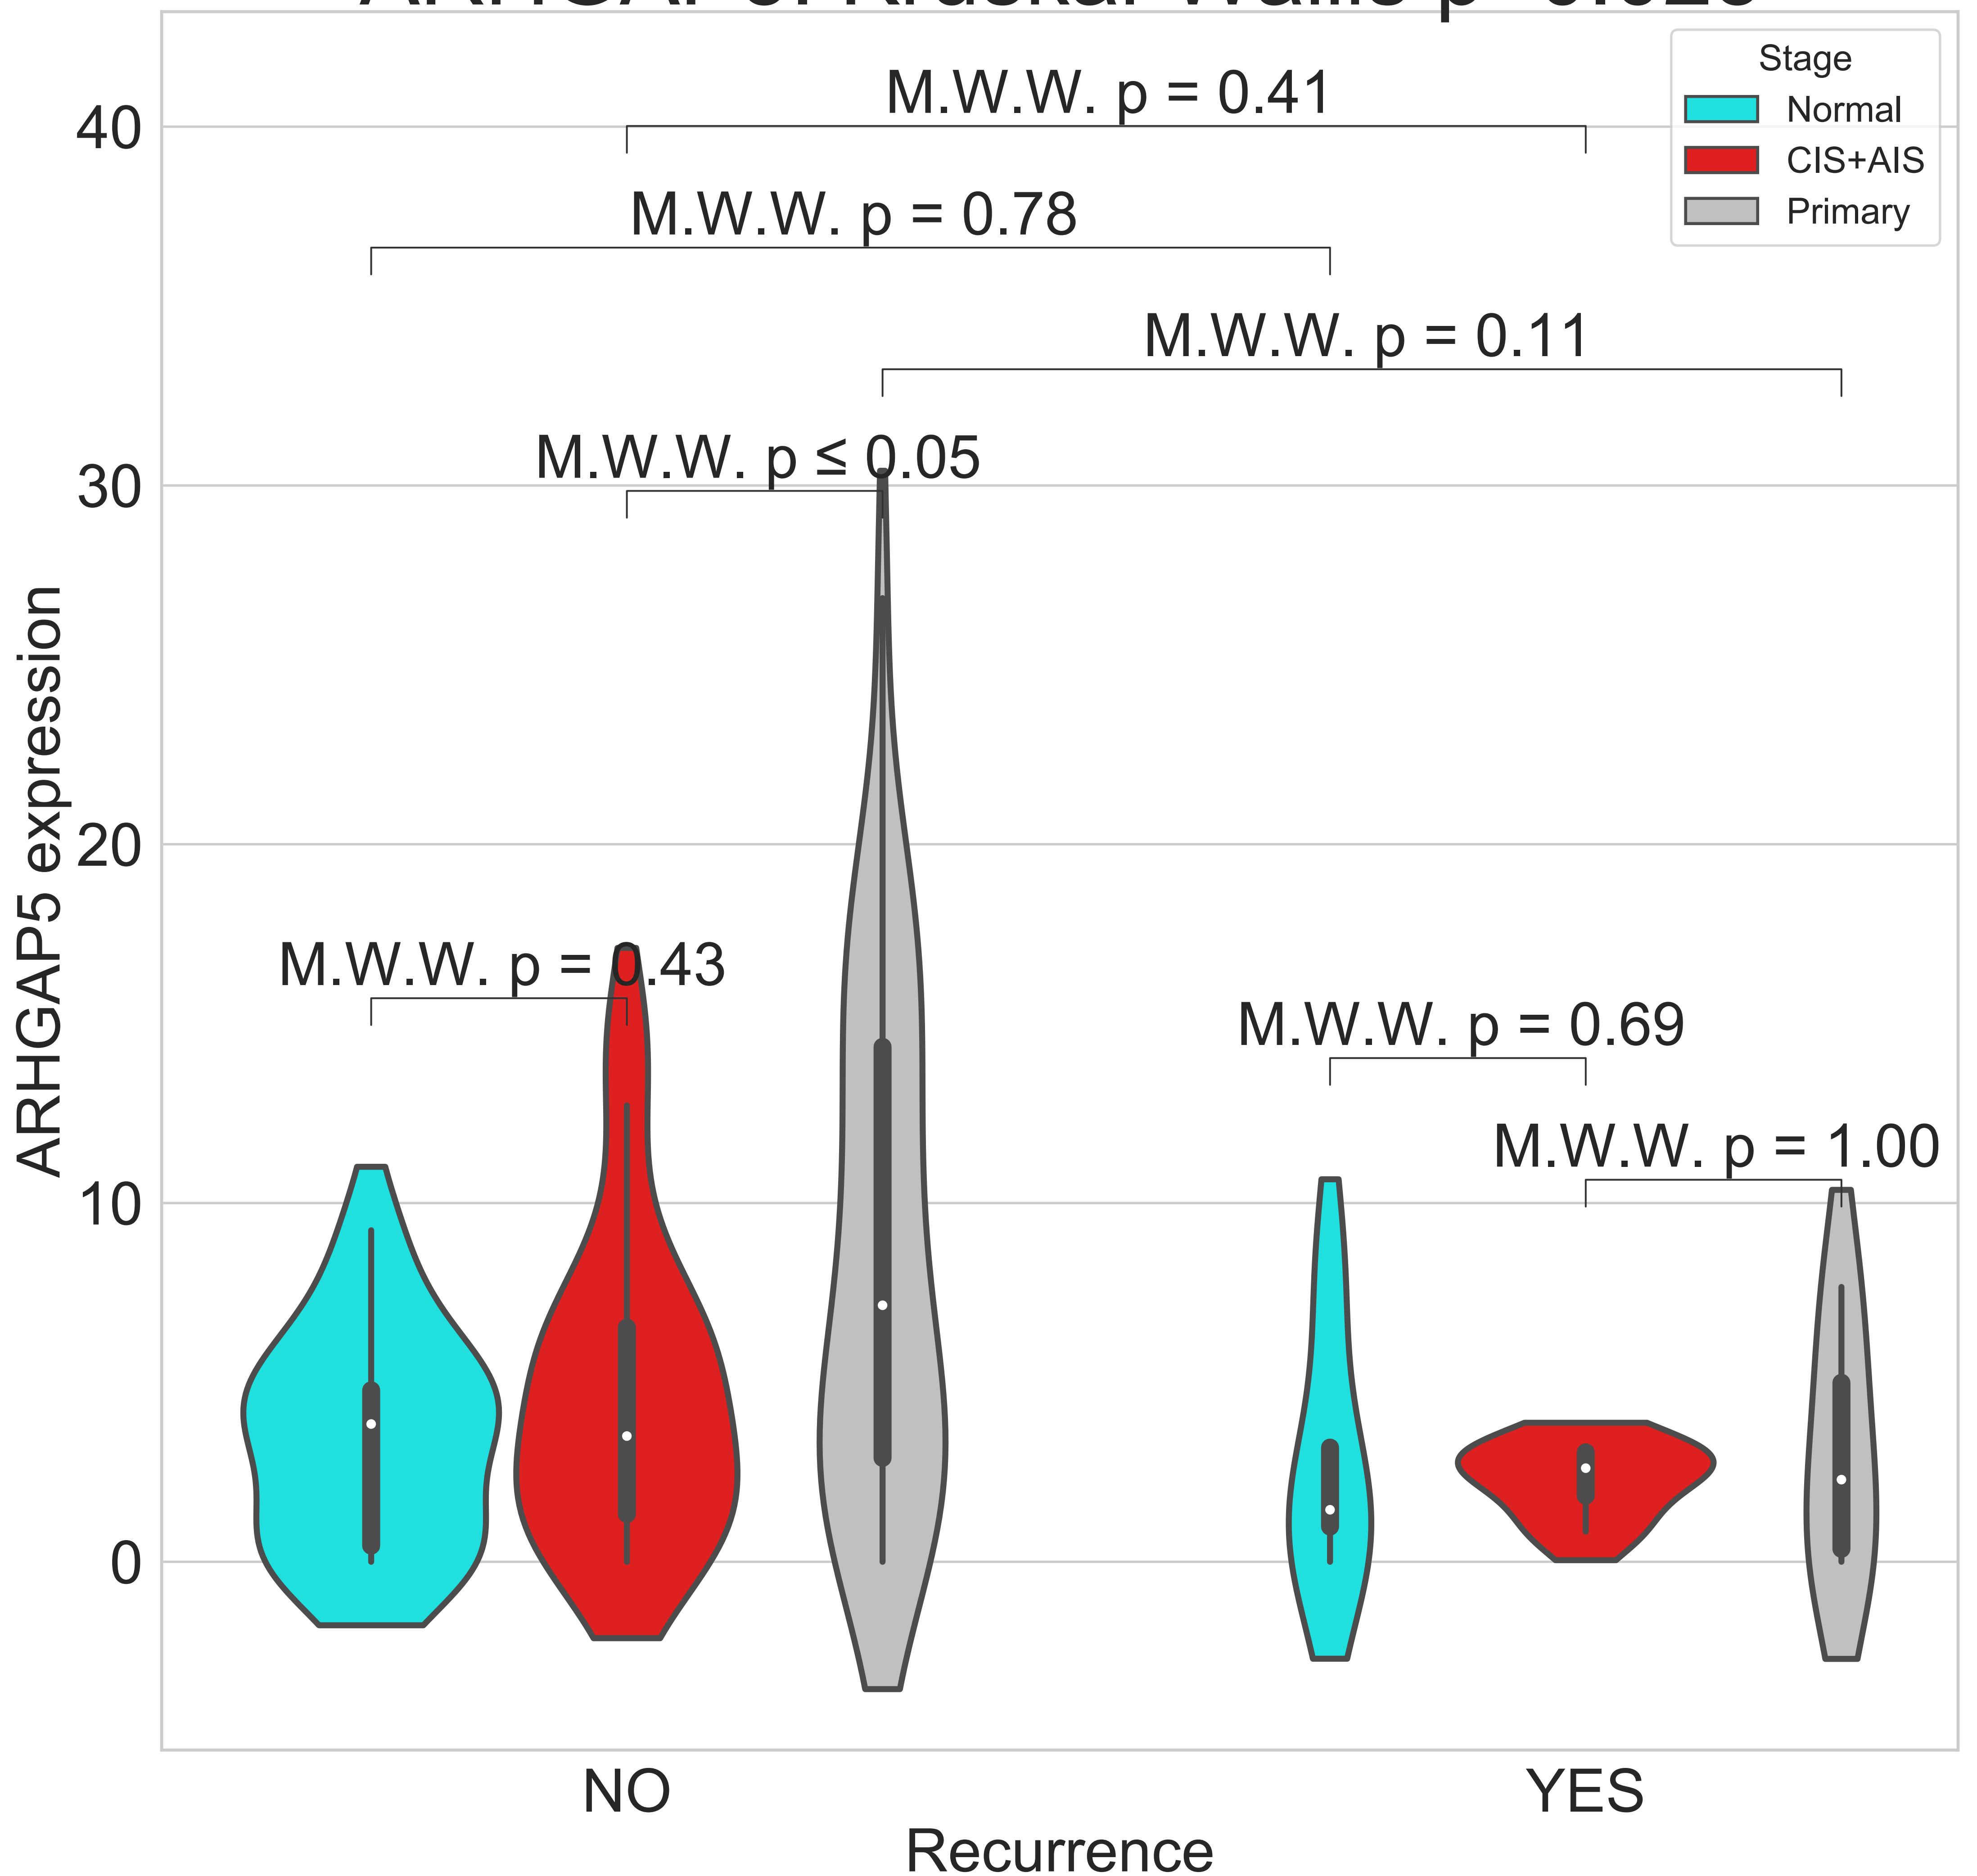 M.W.W. p = 0.41
M.W.W. p = 0.78
M.W.W. p = 0.11
M.W.W. p ≤ 0.05
M.W.W. p = 0.43
M.W.W. p = 0.69
M.W.W. p = 1.00
Stage
Normal
CIS+AIS
Primary
ARHGAP5 expression
40
30
20
10
0
NO
YES
Recurrence